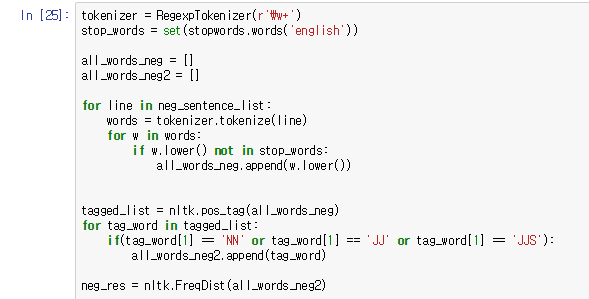 In [25]: tokenizer = RegexpTokenizer(r'₩w+')
stop_words = set(stopwords.words('english'))
all_words_neg = []
all_words_neg2 = []
for line in neg_sentence_list:
words = tokenizer.tokenize(line)
for w in words:
if w.lower() not in stop_words:
all_words_neg.append(w.lower())
tagged_list = nltk.pos_tag(all_words_neg)
for tag_word in tagged_list:
if(tag_word[1] == 'NN' or tag_word[1] == 'JJ' or tag_word[1] == 'JJS'):
all_words_neg2.append(tag_word)
neg_res = nltk.FreqDist(all_words_neg2)